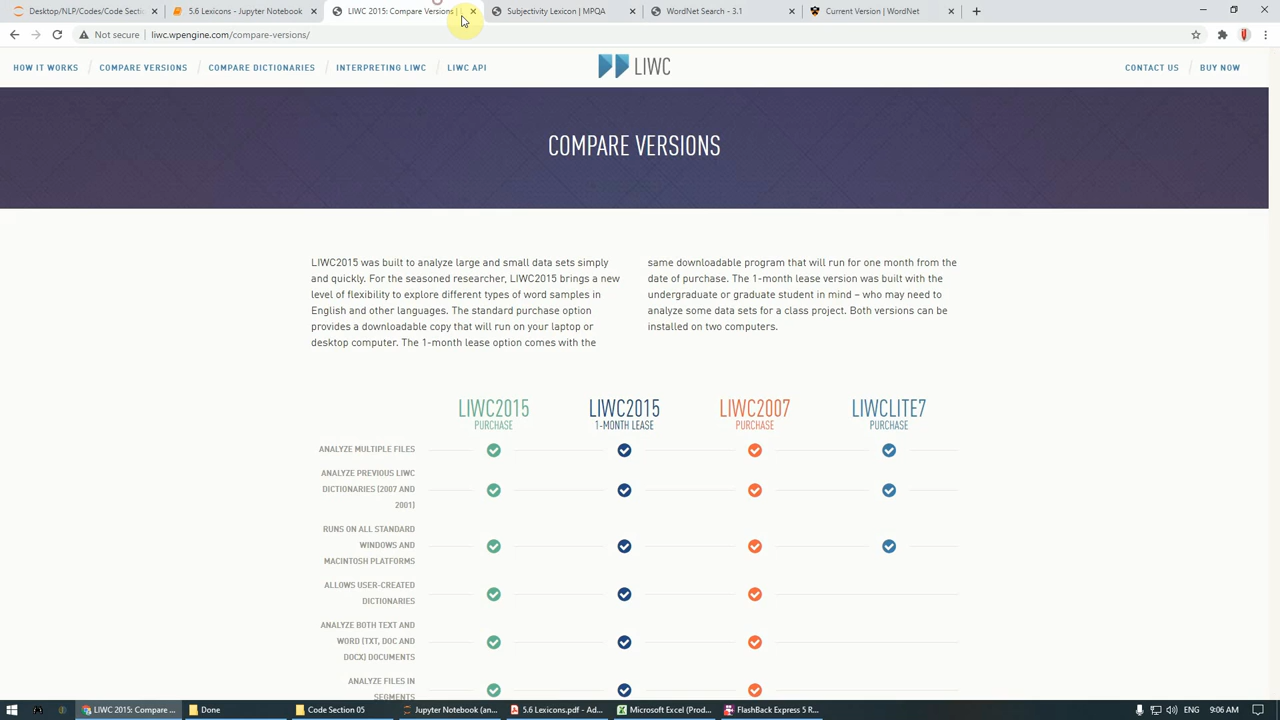 Desktop/NLP/Codes/Code Section
5.6 Lexicons - Jupyter Notebook
LIWC 2015: Compare Versions |
Subjectivity Lexicon | MPQA
WordNet Search - 3.1
Current Version | WordNet
Not secure | liwc.wpengine.com/compare-versions/
HOW IT WORKS / COMPARE VERSIONS / COMPARE DICTIONARIES / INTERPRETING LIWC / LIWC API
LIWC
CONTACT US / BUY NOW
COMPARE VERSIONS
LIWC2015 was built to analyze large and small data sets simply
and quickly. For the seasoned researcher, LIWC2015 brings a new
level of flexibility to explore different types of word samples in
English and other languages. The standard purchase option
provides a downloadable copy that will run on your laptop or
desktop computer. The 1-month lease option comes with the
same downloadable program that will run for one month from the
date of purchase. The 1-month lease version was built with the
undergraduate or graduate student in mind – who may need to
analyze some data sets for a class project. Both versions can be
installed on two computers.
LIWC2015
PURCHASE
LIWC2015
1-MONTH LEASE
LIWC2007
PURCHASE
LIWCLITE7
PURCHASE
ANALYZE MULTIPLE FILES
ANALYZE PREVIOUS LIWC
DICTIONARIES (2007 AND
2001)
RUNS ON ALL STANDARD
WINDOWS AND
MACINTOSH PLATFORMS
ALLOWS USER-CREATED
DICTIONARIES
ANALYZE BOTH TEXT AND
WORD (TXT, DOC AND
DOCX) DOCUMENTS
ANALYZE FILES IN
SEGMENTS
LIWC 2015: Compare ...
Done
Code Section 05
Jupyter Notebook (an...
5.6 Lexicons.pdf - Ad...
Microsoft Excel (Prod...
FlashBack Express 5 R...
ENG
9:06 AM